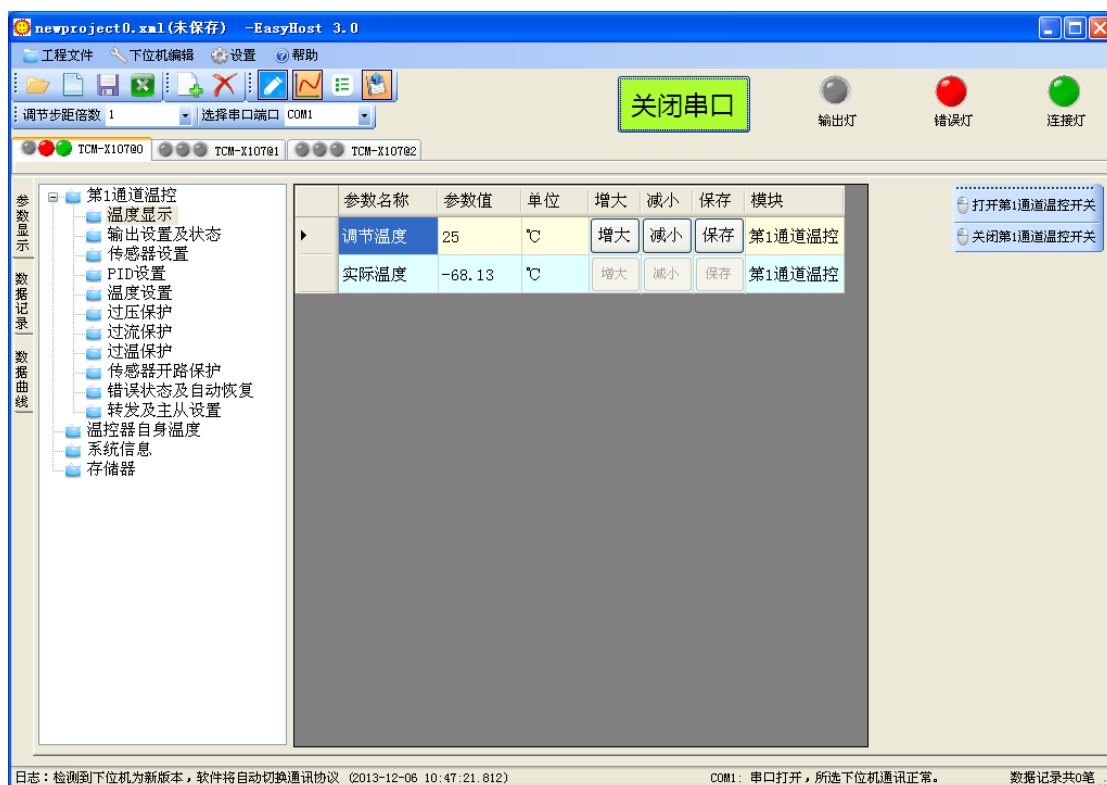 newproject0.xml(未保存) -EasyHost 3.0
工程文件 下位机编辑 设置 帮助
调节步距倍数 1 选择串口端口 COM1
关闭串口
输出灯 错误灯 连接灯
TCM-X107@0 TCM-X107@1 TCM-X107@2
参数显示
数据记录
数据曲线
第1通道温控
温度显示
输出设置及状态
传感器设置
PID设置
温度设置
过压保护
过流保护
过温保护
传感器开路保护
错误状态及自动恢复
转发及主从设置
温控器自身温度
系统信息
存储器
参数名称 参数值 单位 增大 减小 保存 模块
调节温度 25 ℃ 增大 减小 保存 第1通道温控
实际温度 -68.13 ℃ 增大 减小 保存 第1通道温控
打开第1通道温控开关
关闭第1通道温控开关
日志：检测到下位机为新版本，软件将自动切换通讯协议 (2013-12-06 10:47:21.812) COM1: 串口打开，所选下位机通讯正常。 数据记录共0笔